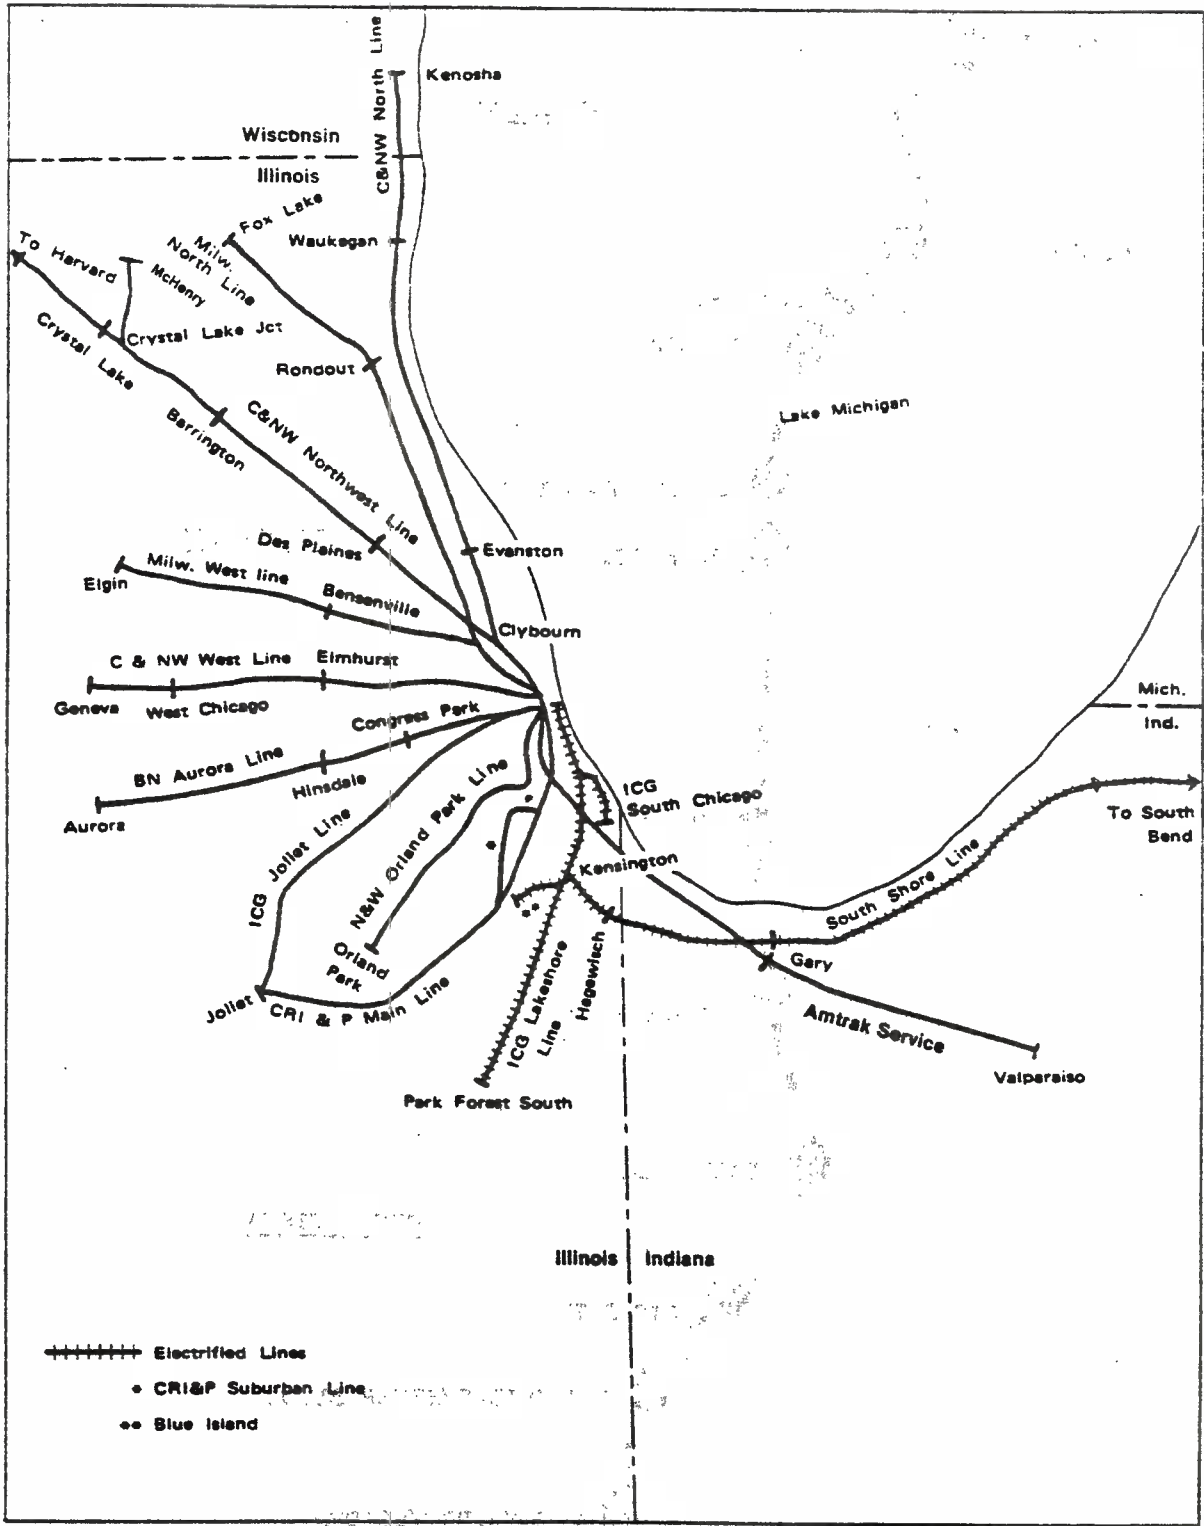 C&NW North Line
Kenosha
Wisconsin
Illinois
Fox Lake
Milw.
North Line
Waukegan
To Harvard
McHenry
Crystal Lake Jct
Crystal Lake
Rondout
Barrington
C&NW Northwest Line
Lake Michigan
Des Plaines
Evanston
Milw. West line
Elgin
Bensenville
Clybourn
C & NW West Line
Elmhurst
Geneva
West Chicago
Congress Park
BN Aurora Line
Hinsdale
Aurora
Mich.
Ind.
ICG
South Chicago
To South
Bend
ICG Joliet Line
N&W Orland Park Line
*
*
Kensington
**
South Shore Line
Orland
Park
Gary
Joliet
CRI & P Main Line
ICG Lakeshore
Line
Hegewisch
Amtrak Service
Valparaiso
Park Forest South
Illinois
Indiana
Electrified Lines
* CRI&P Suburban Line
** Blue Island